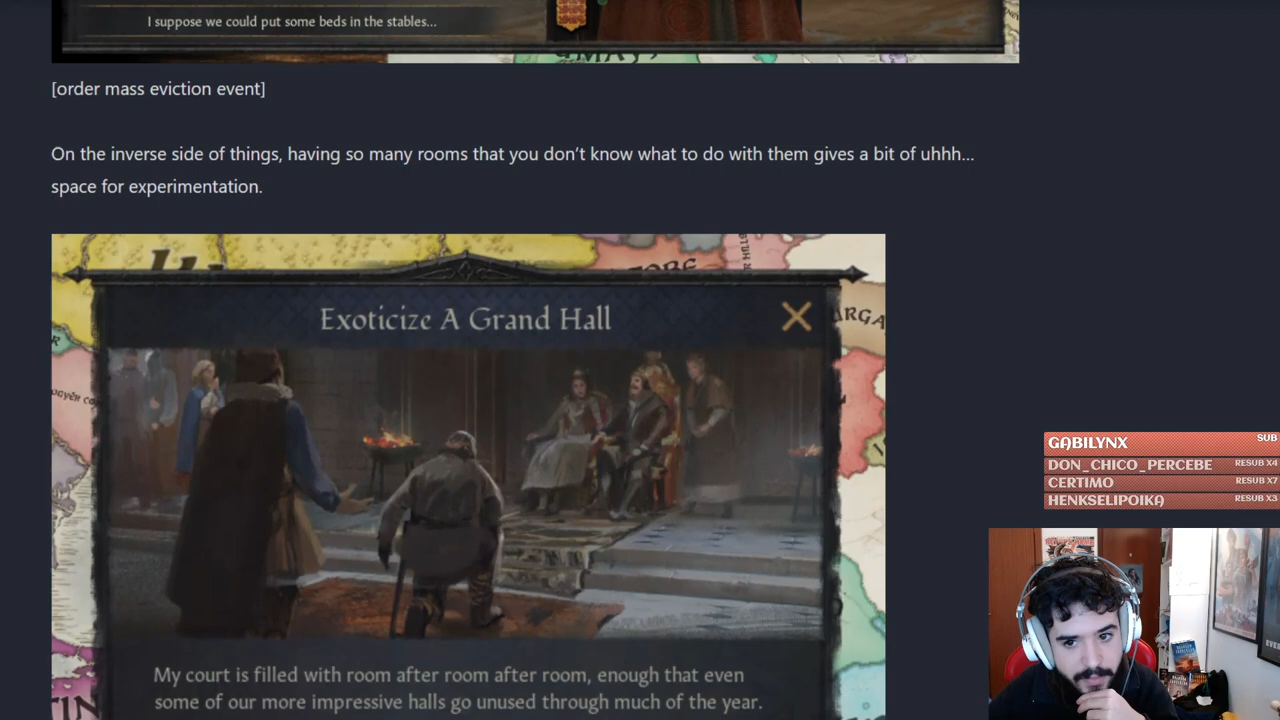 I suppose we could put some beds in the stables...
[order mass eviction event]
On the inverse side of things, having so many rooms that you don't know what to do with them gives a bit of uhhh...
space for experimentation.
Exoticize A Grand Hall
My court is filled with room after room after room, enough that even
some of our more impressive halls go unused through much of the year.
GABILYNX SUB
DON_CHICO_PERCEBE RESUB X4
CERTIMO RESUB X7
HENKSELIPOIKA RESUB X3